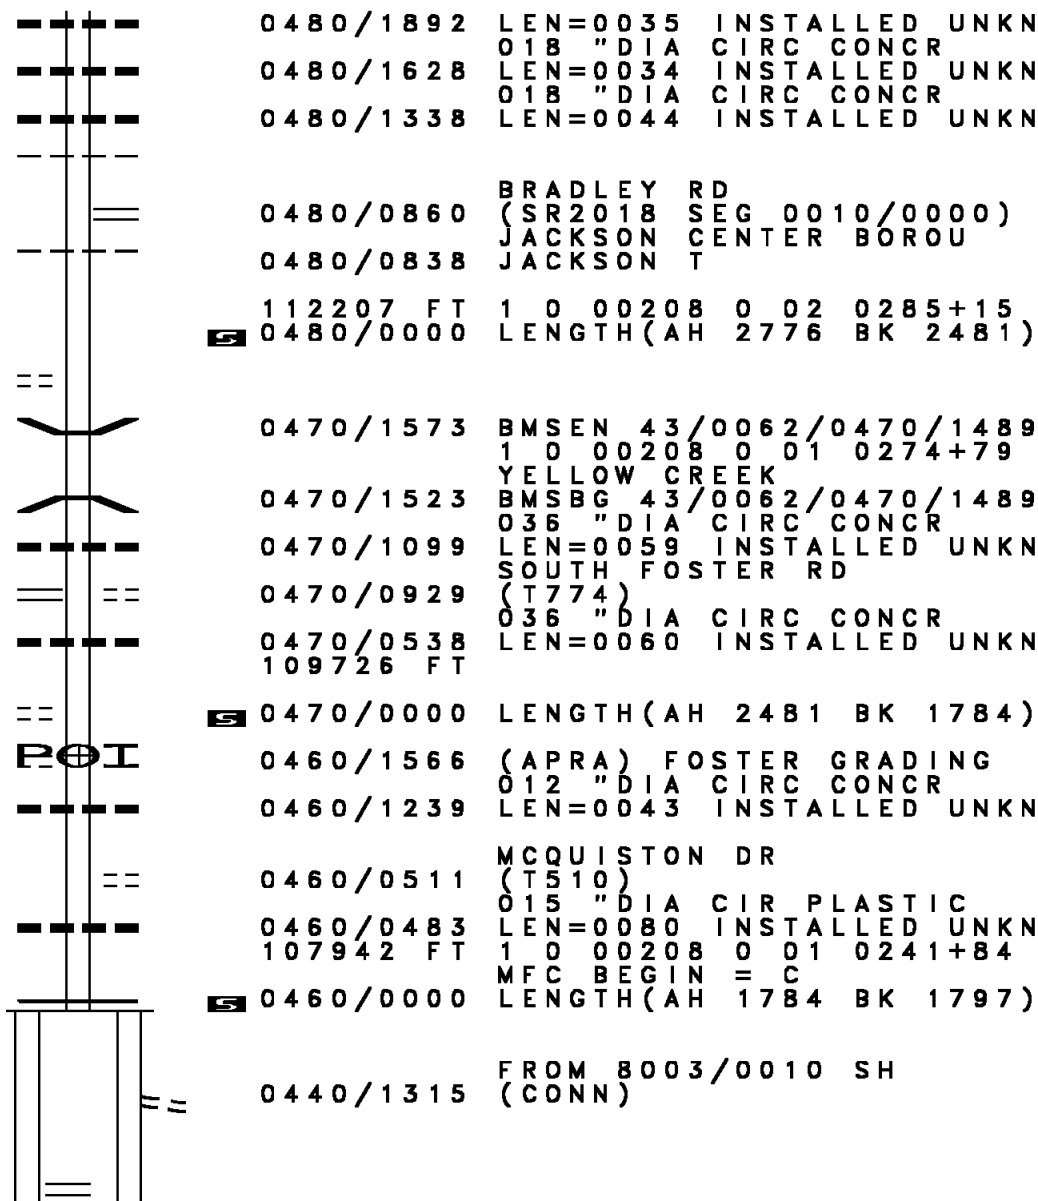 0480/1892 LEN=0035 INSTALLED UNKN
018 "DIA CIRC CONCR
0480/1628 LEN=0034 INSTALLED UNKN
018 "DIA CIRC CONCR
0480/1338 LEN=0044 INSTALLED UNKN
BRADLEY RD
0480/0860 (SR2018 SEG 0010/0000)
JACKSON CENTER BOROU
0480/0838 JACKSON T
112207 FT 1 0 00208 0 02 0285+15
S 0480/0000 LENGTH(AH 2776 BK 2481)
0470/1573 BMSEN 43/0062/0470/1489
1 0 00208 0 01 0274+79
YELLOW CREEK
0470/1523 BMSBG 43/0062/0470/1489
036 "DIA CIRC CONCR
0470/1099 LEN=0059 INSTALLED UNKN
SOUTH FOSTER RD
0470/0929 (T774)
036 "DIA CIRC CONCR
0470/0538 LEN=0060 INSTALLED UNKN
109726 FT
S 0470/0000 LENGTH(AH 2481 BK 1784)
POI 0460/1566 (APRA) FOSTER GRADING
012 "DIA CIRC CONCR
0460/1239 LEN=0043 INSTALLED UNKN
MCQUISTON DR
0460/0511 (T510)
015 "DIA CIR PLASTIC
0460/0483 LEN=0080 INSTALLED UNKN
107942 FT 1 0 00208 0 01 0241+84
MFC BEGIN = C
S 0460/0000 LENGTH(AH 1784 BK 1797)
FROM 8003/0010 SH
0440/1315 (CONN)